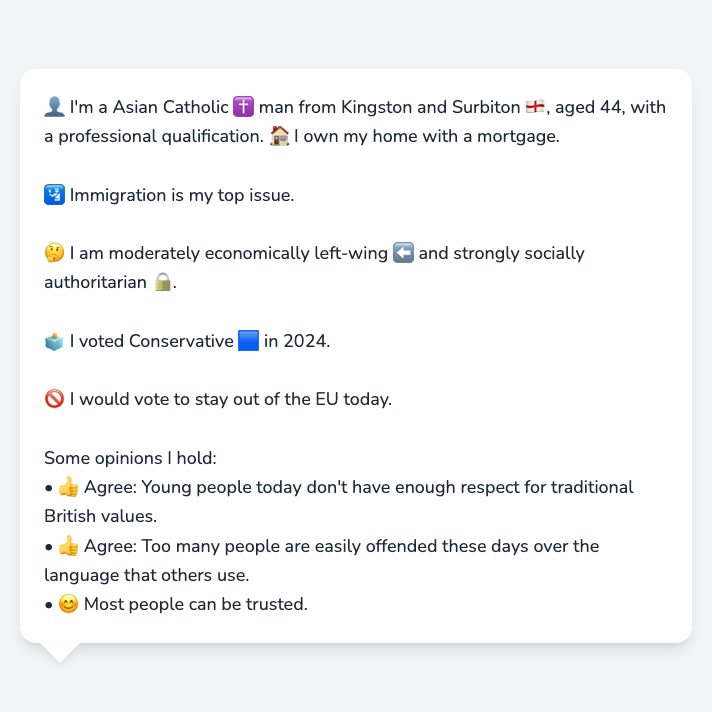 👤 I'm a Asian Catholic ✝️ man from Kingston and Surbiton 🏴󠁧󠁢󠁥󠁮󠁧󠁿, aged 44, with
a professional qualification. 🏠 I own my home with a mortgage.
🛂 Immigration is my top issue.
🤔 I am moderately economically left-wing ⬅️ and strongly socially
authoritarian 🔒.
🗳️ I voted Conservative 🟦 in 2024.
🚫 I would vote to stay out of the EU today.
Some opinions I hold:
• 👍 Agree: Young people today don't have enough respect for traditional
British values.
• 👍 Agree: Too many people are easily offended these days over the
language that others use.
• 😊 Most people can be trusted.